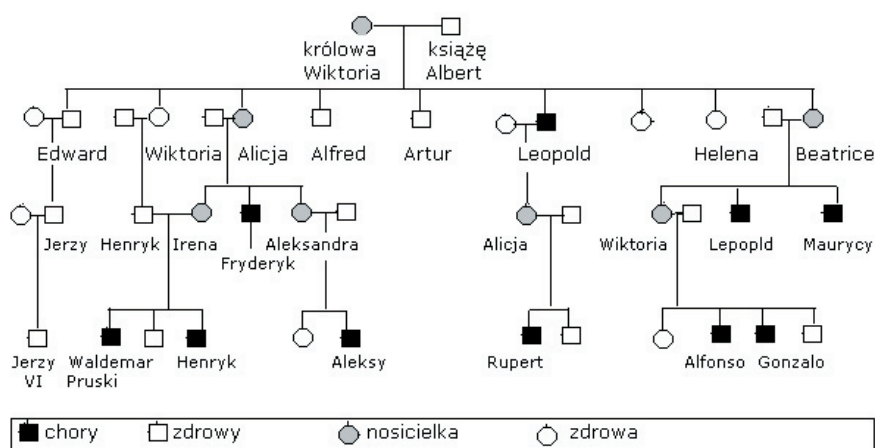 królowa Wiktoria
książę Albert
Edward Wiktoria Alicja Alfred Artur Leopold Helena Beatrice
Jerzy Henryk Irena Fryderyk Aleksandra Alicja Wiktoria Lepopld Maurycy
Jerzy VI Waldemar Pruski Henryk Aleksy Rupert Alfonso Gonzalo
chory zdrowy nosicielka zdrowa